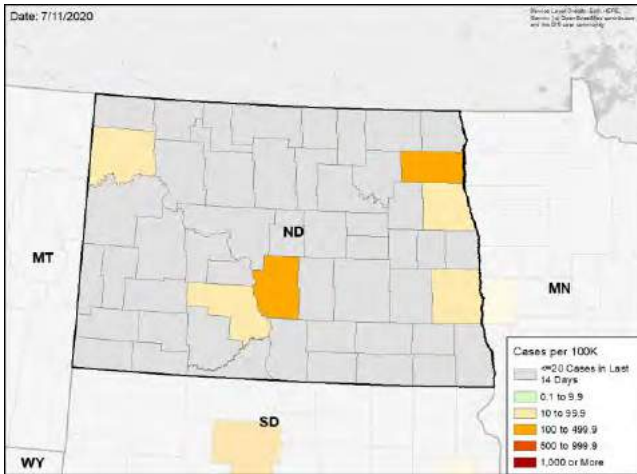 Date: 7/11/2020
ND
MT
MN
SD
WY
Cases per 100K
<=20 Cases in Last
14 Days
0.1 to 9.9
10 to 99.9
100 to 499.9
500 to 999.9
1,000 or More